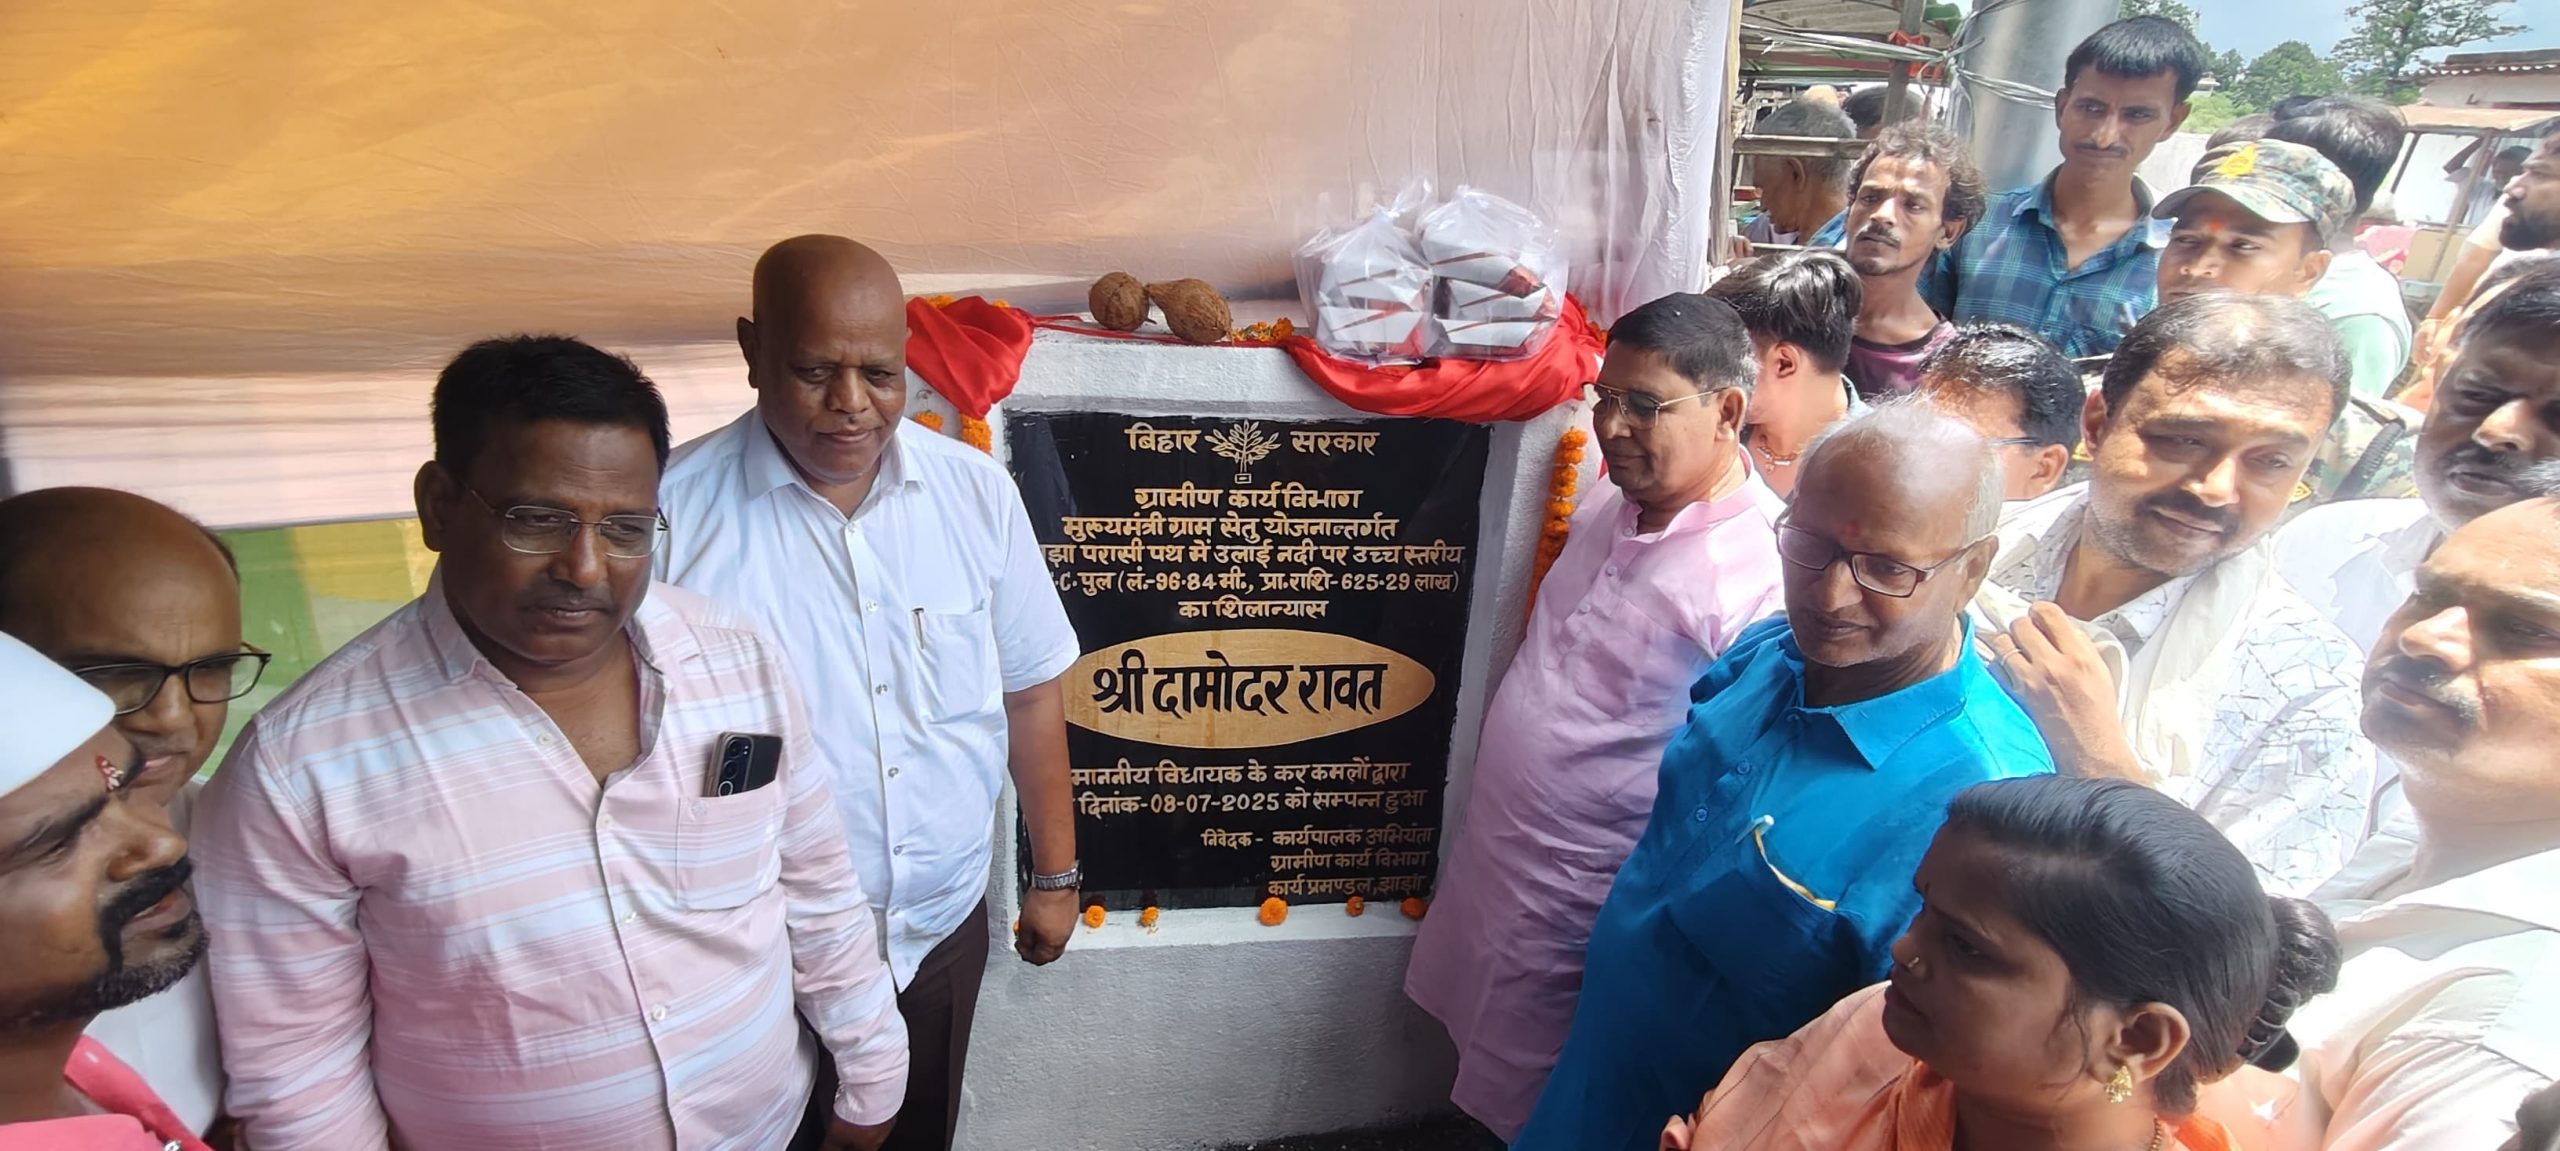 बिहार सरकार
ग्रामीण कार्य विभाग
मुख्यमंत्री ग्राम सेतु योजनान्तर्गत
परासी पथ में उलाई नदी पर उच्च स्तरीय
.C. पुल (लं.-96.84 मी., प्रा.राशि-625.29 लाख)
का शिलान्यास
श्री दामोदर रावत
माननीय विधायक के कर कमलों द्वारा
दिनांक-08-07-2025 को सम्पन्न हुआ
निवेदक - कार्यपालक अभियंता
ग्रामीण कार्य विभाग
कार्य प्रमण्डल, झाझा